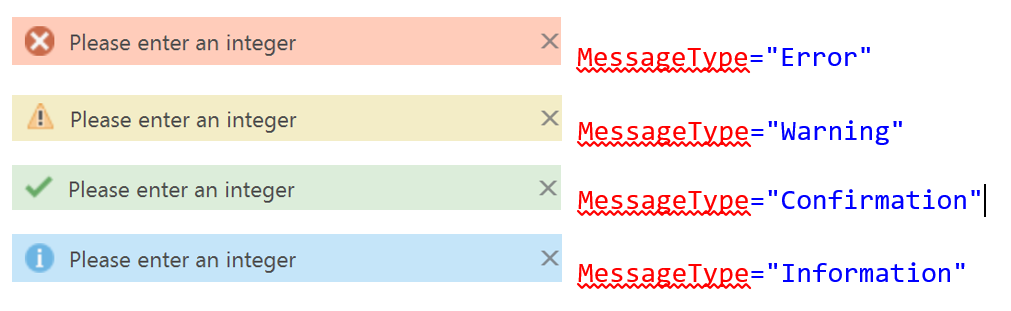 Please enter an integer MessageType="Error"
Please enter an integer MessageType="Warning"
Please enter an integer MessageType="Confirmation"
Please enter an integer MessageType="Information"